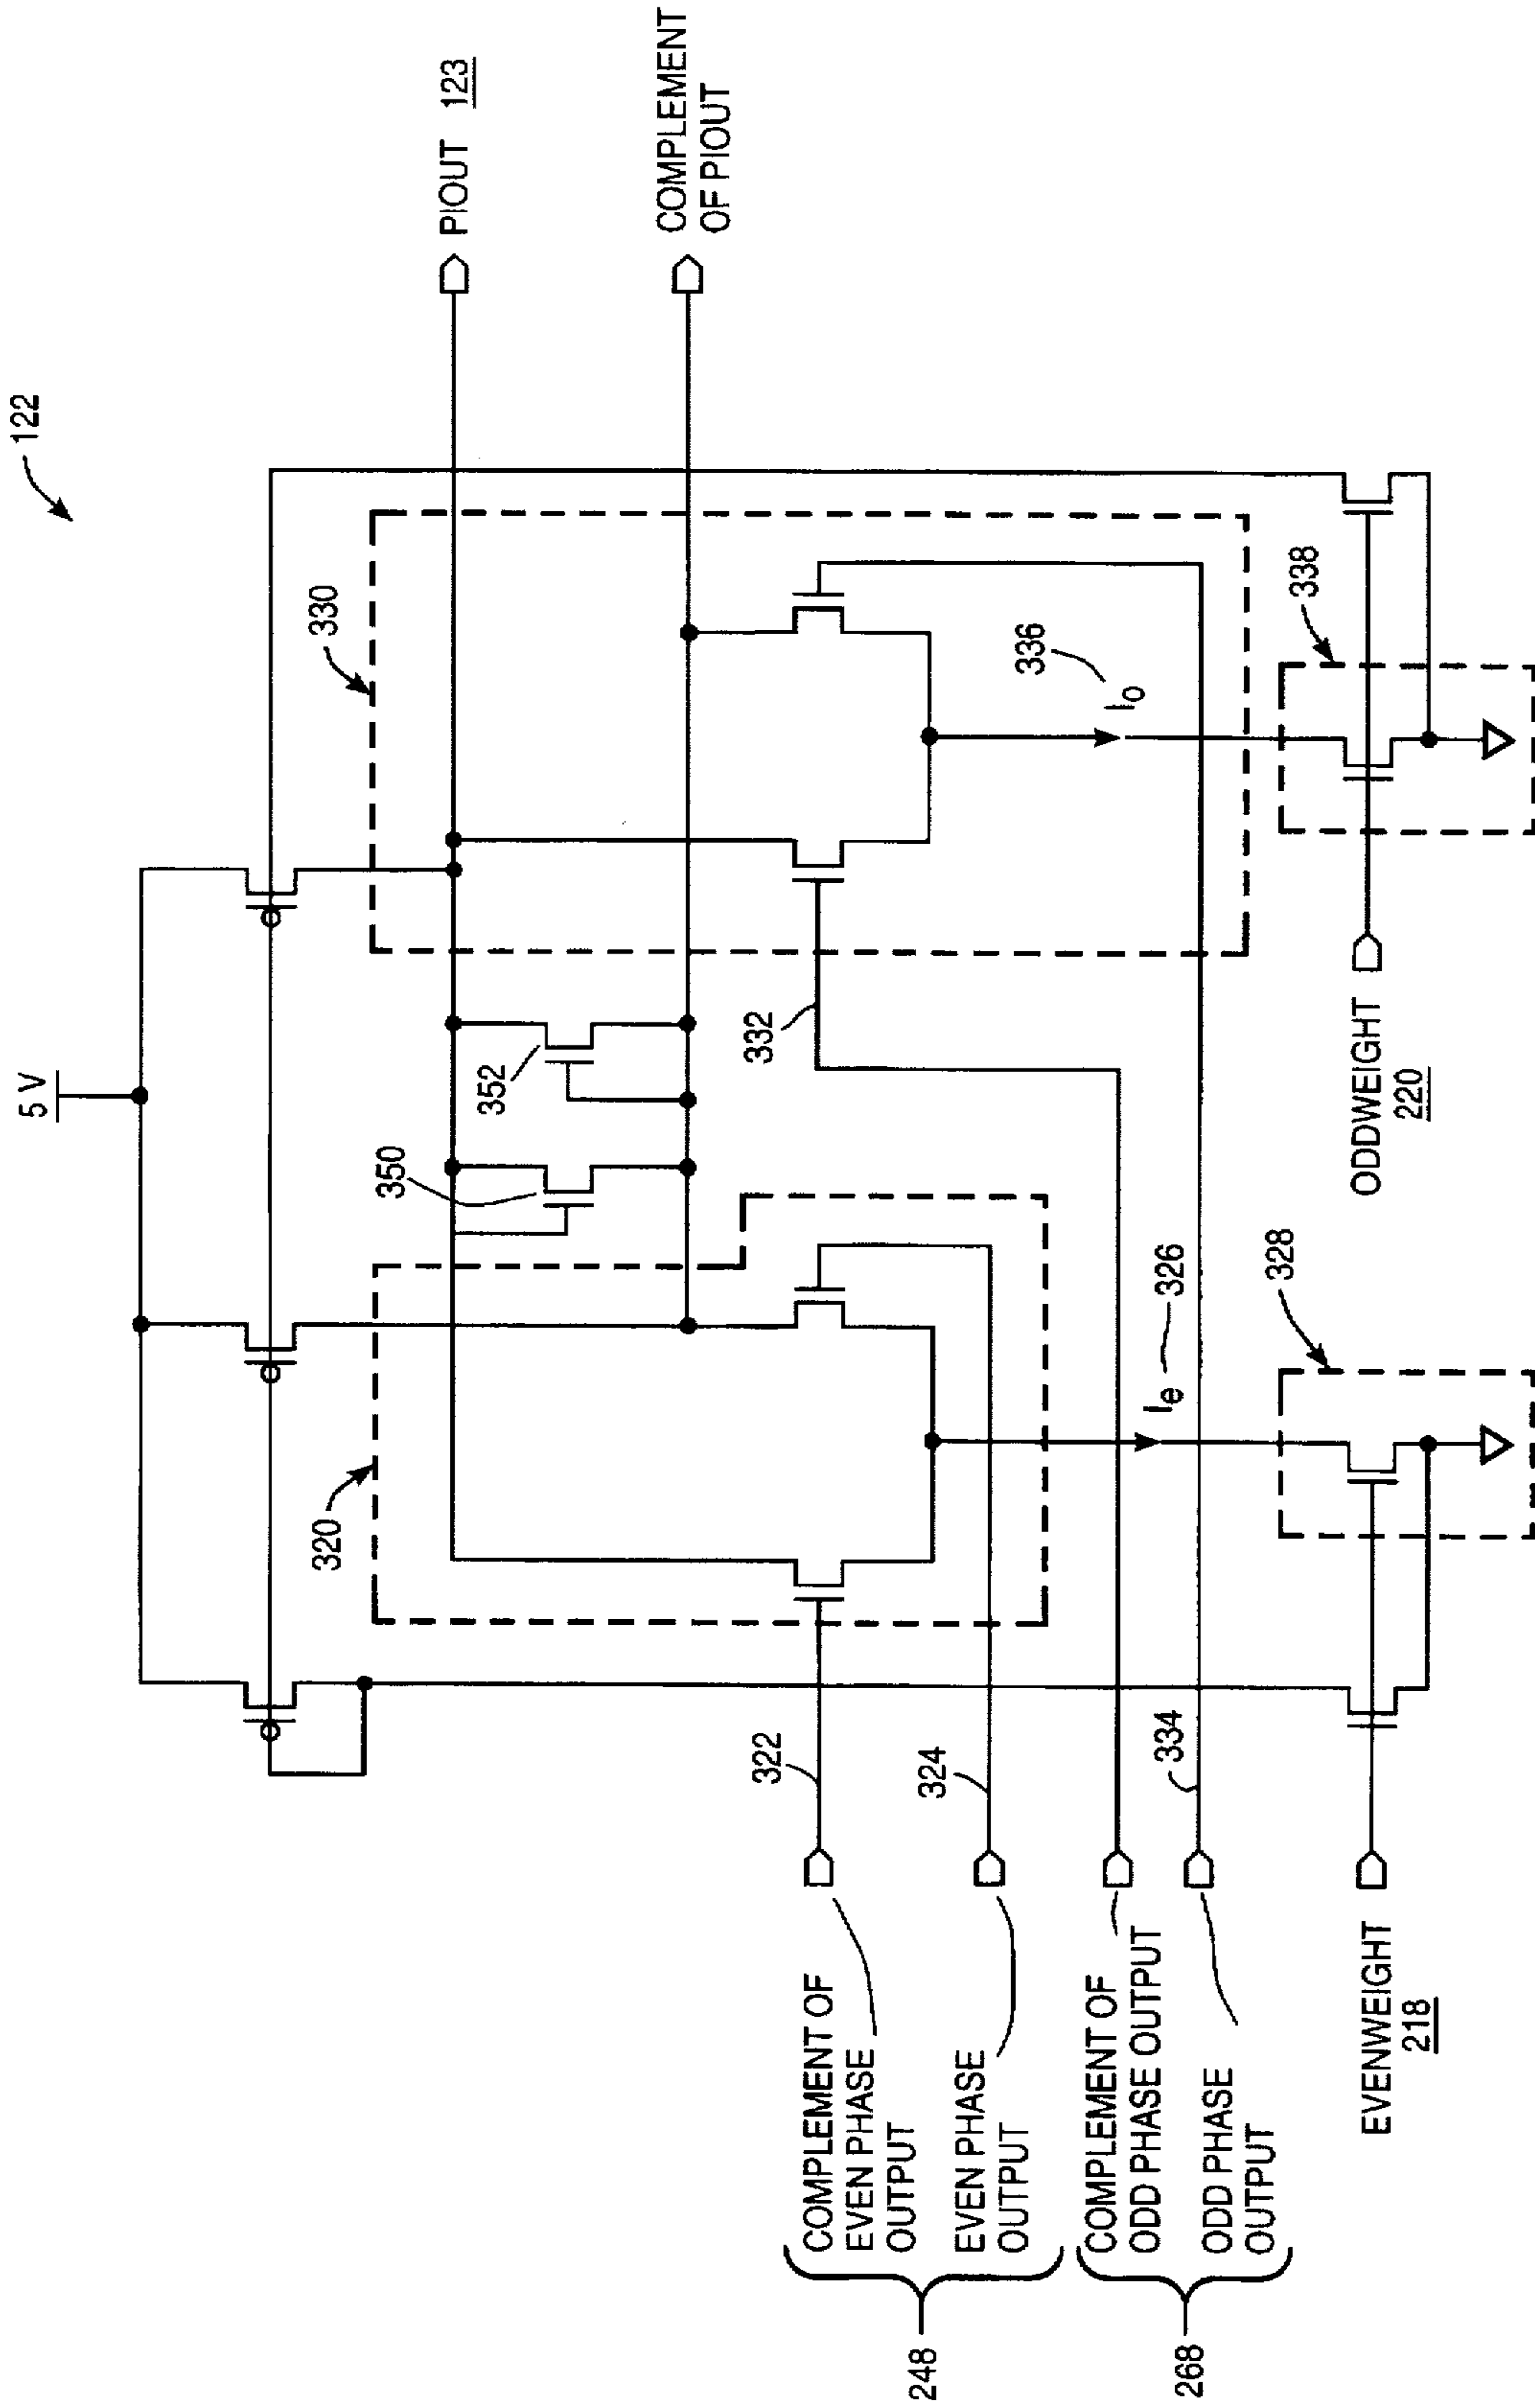 122
5 V
PIOUT 123
COMPLEMENT
OF PIOUT
320
350
352
330
322
324
332
334
Ie 326
Io
336
328
338
COMPLEMENT OF
EVEN PHASE
OUTPUT
EVEN PHASE
OUTPUT
248
COMPLEMENT OF
ODD PHASE OUTPUT
ODD PHASE
OUTPUT
268
EVENWEIGHT
218
ODDWEIGHT
220